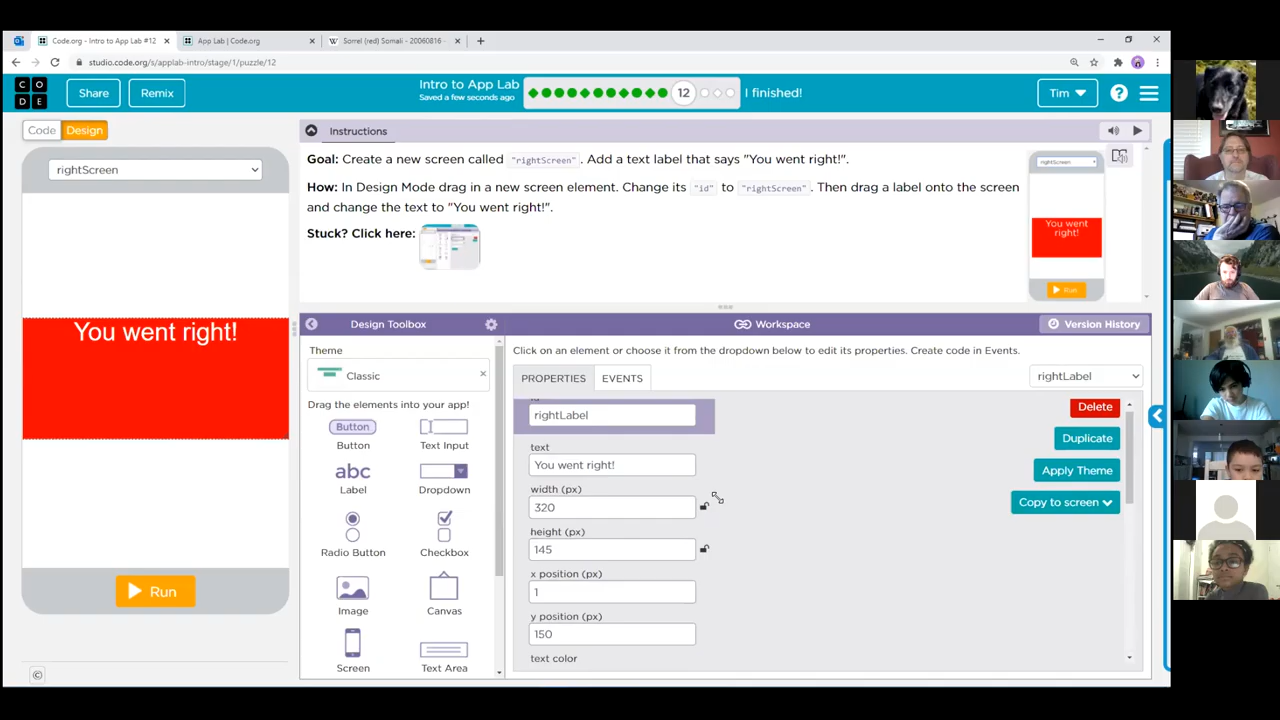 Code.org - Intro to App Lab #12
App Lab | Code.org
Sorrel (red) Somali - 20060816 -
studio.code.org/s/applab-intro/stage/1/puzzle/12
C O
D E
Share
Remix
Intro to App Lab
Saved a few seconds ago
12
I finished!
Tim
Code
Design
rightScreen
You went right!
Run
Instructions
Goal: Create a new screen called "rightScreen". Add a text label that says "You went right!".
How: In Design Mode drag in a new screen element. Change its "id" to "rightScreen". Then drag a label onto the screen
and change the text to "You went right!".
Stuck? Click here:
rightScreen
You went
right!
Run
Design Toolbox
Workspace
Version History
Theme
Classic
Drag the elements into your app!
Button
Button
Text Input
abc
Label
Dropdown
Radio Button
Checkbox
Image
Canvas
Screen
Text Area
Click on an element or choose it from the dropdown below to edit its properties. Create code in Events.
PROPERTIES
EVENTS
rightLabel
id
rightLabel
text
You went right!
width (px)
320
height (px)
145
x position (px)
1
y position (px)
150
text color
Delete
Duplicate
Apply Theme
Copy to screen